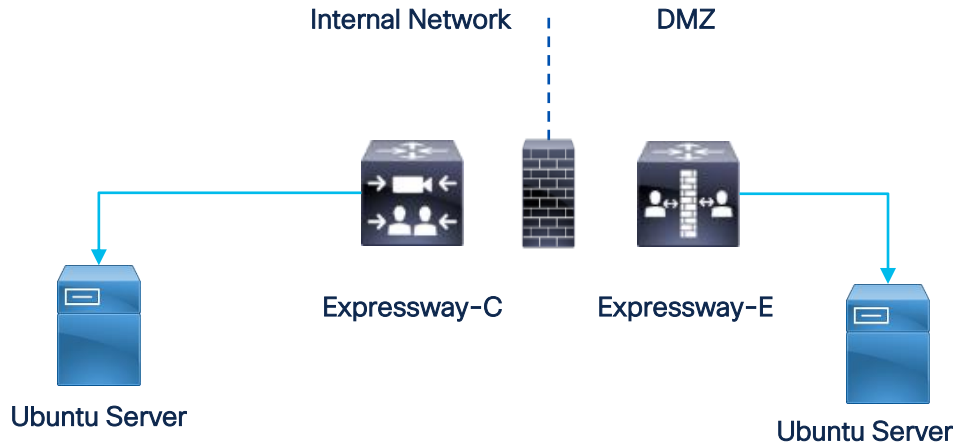 Internal Network
DMZ
Expressway-C
Expressway-E
Ubuntu Server
Ubuntu Server